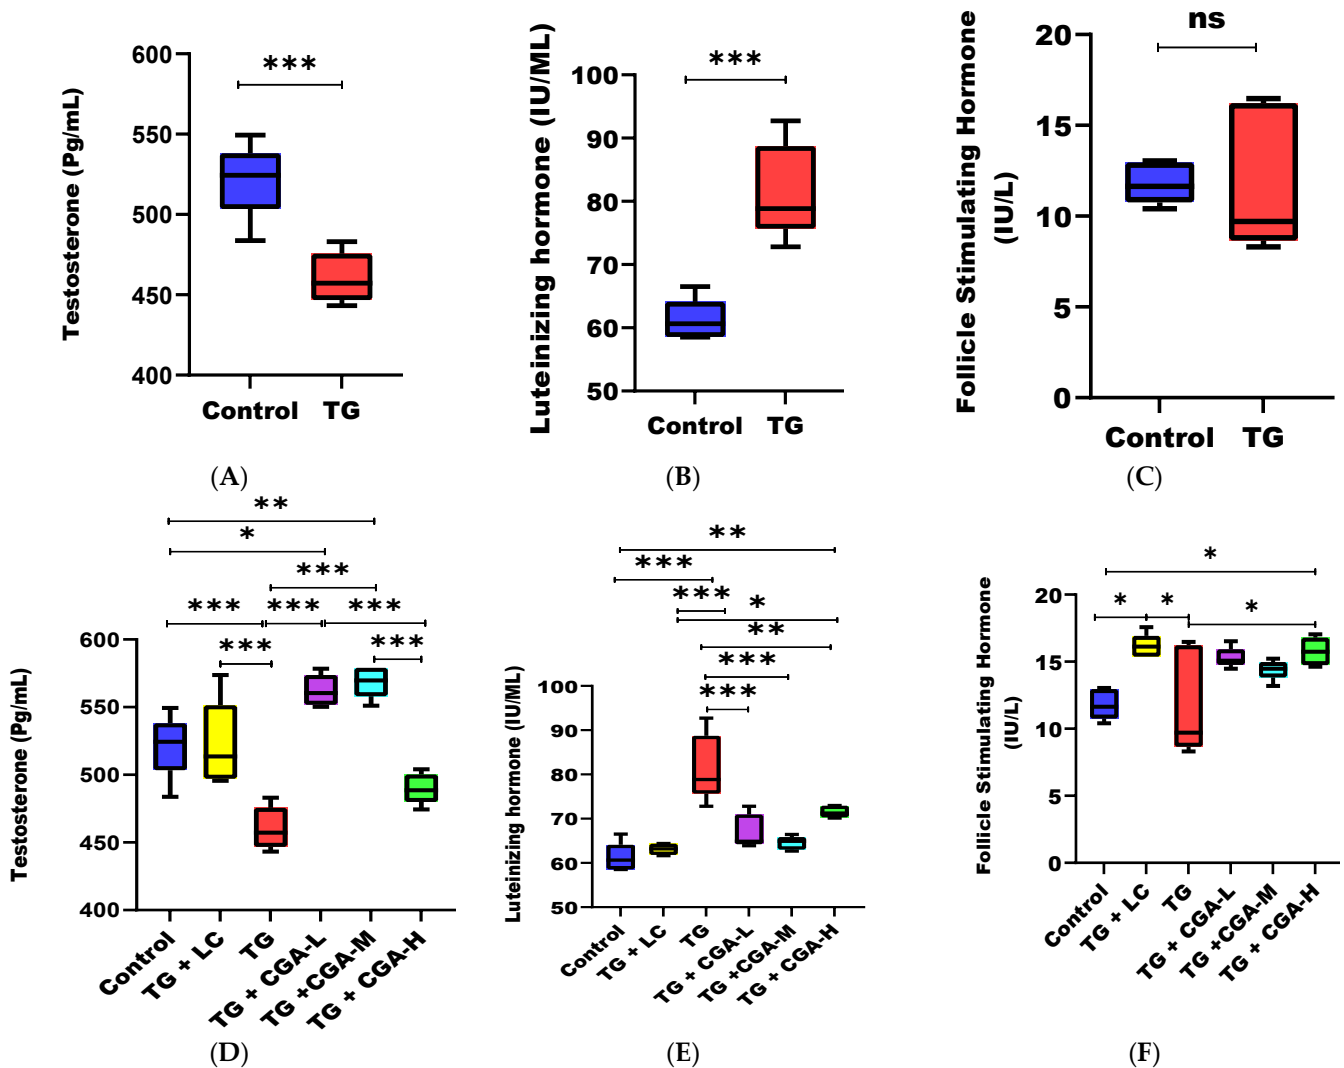 ***
Testosterone (Pg/mL)
600
550
500
450
400
Control TG
(A)
***
Luteinizing hormone (IU/ML)
100
90
80
70
60
50
Control TG
(B)
ns
Follicle Stimulating Hormone
(IU/L)
20
15
10
5
0
Control TG
(C)
**
*
***
*** *** ***
*** ***
Testosterone (Pg/mL)
600
550
500
450
400
Control
TG + LC
TG
TG + CGA-L
TG +CGA-M
TG + CGA-H
(D)
**
***
***
*
**
***
***
Luteinizing hormone (IU/ML)
100
90
80
70
60
50
Control
TG + LC
TG
TG + CGA-L
TG +CGA-M
TG + CGA-H
(E)
*
* * *
Follicle Stimulating Hormone
(IU/L)
20
15
10
5
0
Control
TG + LC
TG
TG + CGA-L
TG +CGA-M
TG + CGA-H
(F)